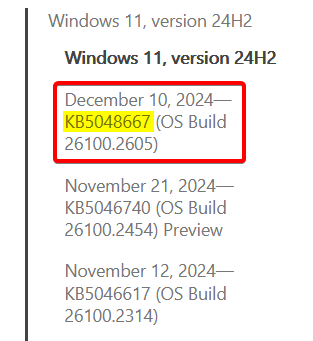 Windows 11, version 24H2
Windows 11, version 24H2
December 10, 2024—
KB5048667 (OS Build
26100.2605)
November 21, 2024—
KB5046740 (OS Build
26100.2454) Preview
November 12, 2024—
KB5046617 (OS Build
26100.2314)